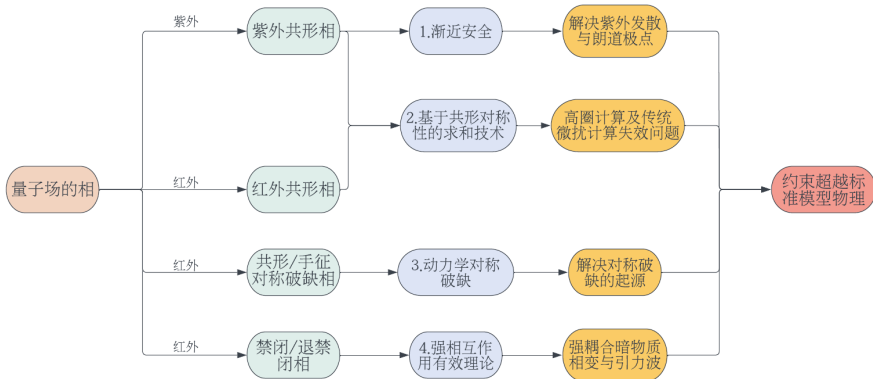 量子场的相
紫外
红外
红外
红外
紫外共形相
红外共形相
共形/手征
对称破缺相
禁闭/退禁
闭相
1.渐近安全
2.基于共形对称
性的求和技术
3.动力学对称
破缺
4.强相互作
用有效理论
解决紫外发散
与朗道极点
高圈计算及传统
微扰计算失效问题
解决对称破
缺的起源
强耦合暗物质
相变与引力波
约束超越标
准模型物理